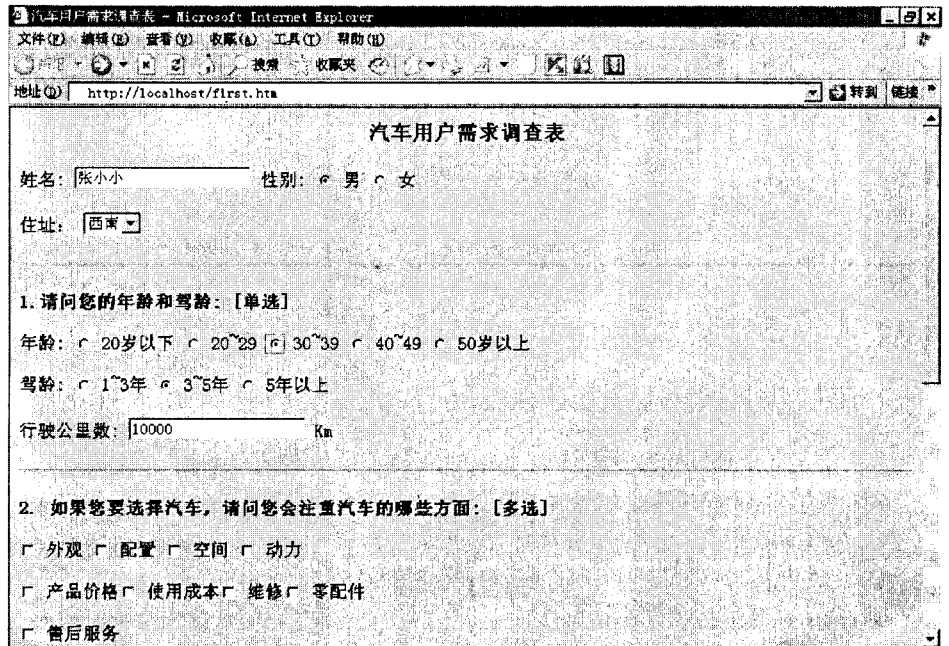 汽车用户需求调查表 - Microsoft Internet Explorer
文件(F) 编辑(E) 查看(V) 收藏(A) 工具(T) 帮助(H)
搜索 收藏夹
地址(D) http://localhost/first.htm 转到 链接 »
汽车用户需求调查表
姓名: 张小小 性别: 男 女
住址: 西南
1. 请问您的年龄和驾龄: [单选]
年龄: 20岁以下 20~29 30~39 40~49 50岁以上
驾龄: 1~3年 3~5年 5年以上
行驶公里数: 10000 Km
2. 如果您要选择汽车, 请问您会注重汽车的哪些方面: [多选]
外观 配置 空间 动力
产品价格 使用成本 维修 零配件
售后服务